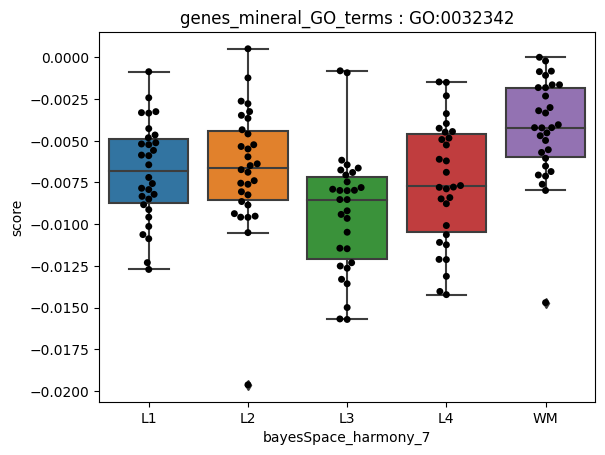 genes_mineral_GO_terms : GO:0032342
0.0000
−0.0025
−0.0050
−0.0075
−0.0100
−0.0125
−0.0150
−0.0175
−0.0200
score
L1 L2 L3 L4 WM
bayesSpace_harmony_7